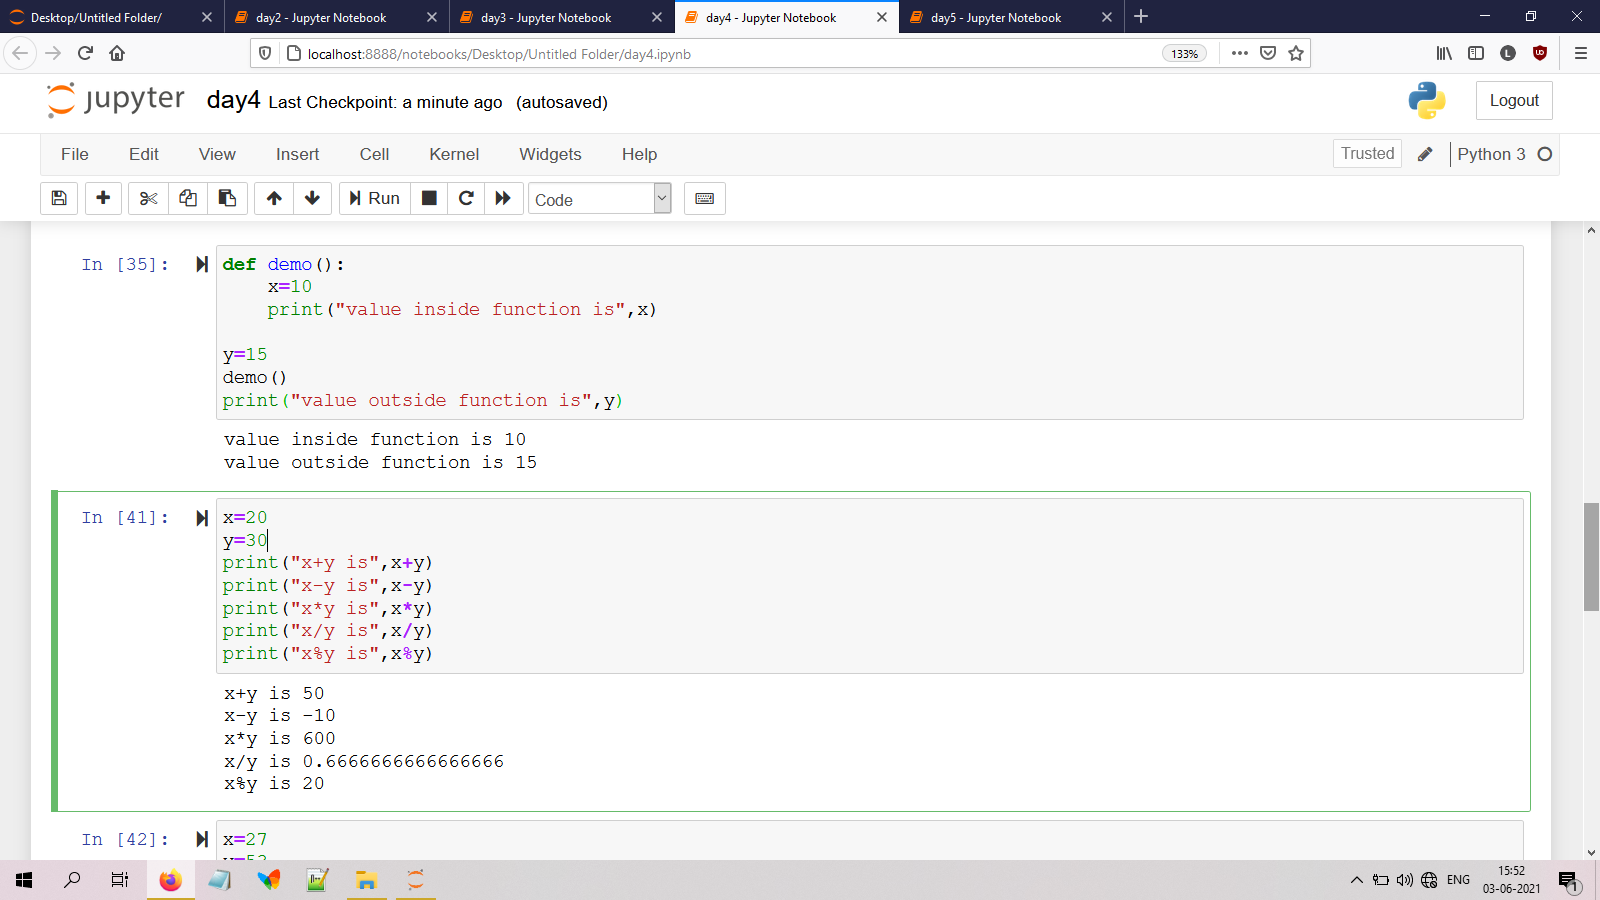 Desktop/Untitled Folder/
day2 - Jupyter Notebook
day3 - Jupyter Notebook
day4 - Jupyter Notebook
day5 - Jupyter Notebook
localhost:8888/notebooks/Desktop/Untitled Folder/day4.ipynb
133%
L
jupyter day4 Last Checkpoint: a minute ago (autosaved)
Logout
File Edit View Insert Cell Kernel Widgets Help
Trusted
Python 3
Run
Code
In [35]:
def demo():
    x=10
    print("value inside function is",x)
y=15
demo()
print("value outside function is",y)
value inside function is 10
value outside function is 15
In [41]:
x=20
y=30
print("x+y is",x+y)
print("x-y is",x-y)
print("x*y is",x*y)
print("x/y is",x/y)
print("x%y is",x%y)
x+y is 50
x-y is -10
x*y is 600
x/y is 0.6666666666666666
x%y is 20
In [42]:
x=27
ENG
15:52
03-06-2021
1